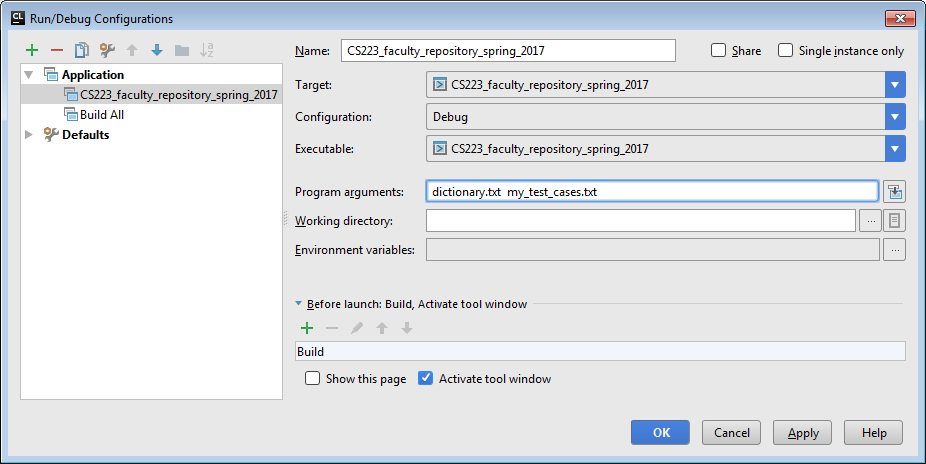 CL Run/Debug Configurations
Application
CS223_faculty_repository_spring_2017
Build All
Defaults
Name: CS223_faculty_repository_spring_2017 Share Single instance only
Target: CS223_faculty_repository_spring_2017
Configuration: Debug
Executable: CS223_faculty_repository_spring_2017
Program arguments: dictionary.txt my_test_cases.txt
Working directory: ...
Environment variables: ...
Before launch: Build, Activate tool window
Build
Show this page Activate tool window
OK Cancel Apply Help